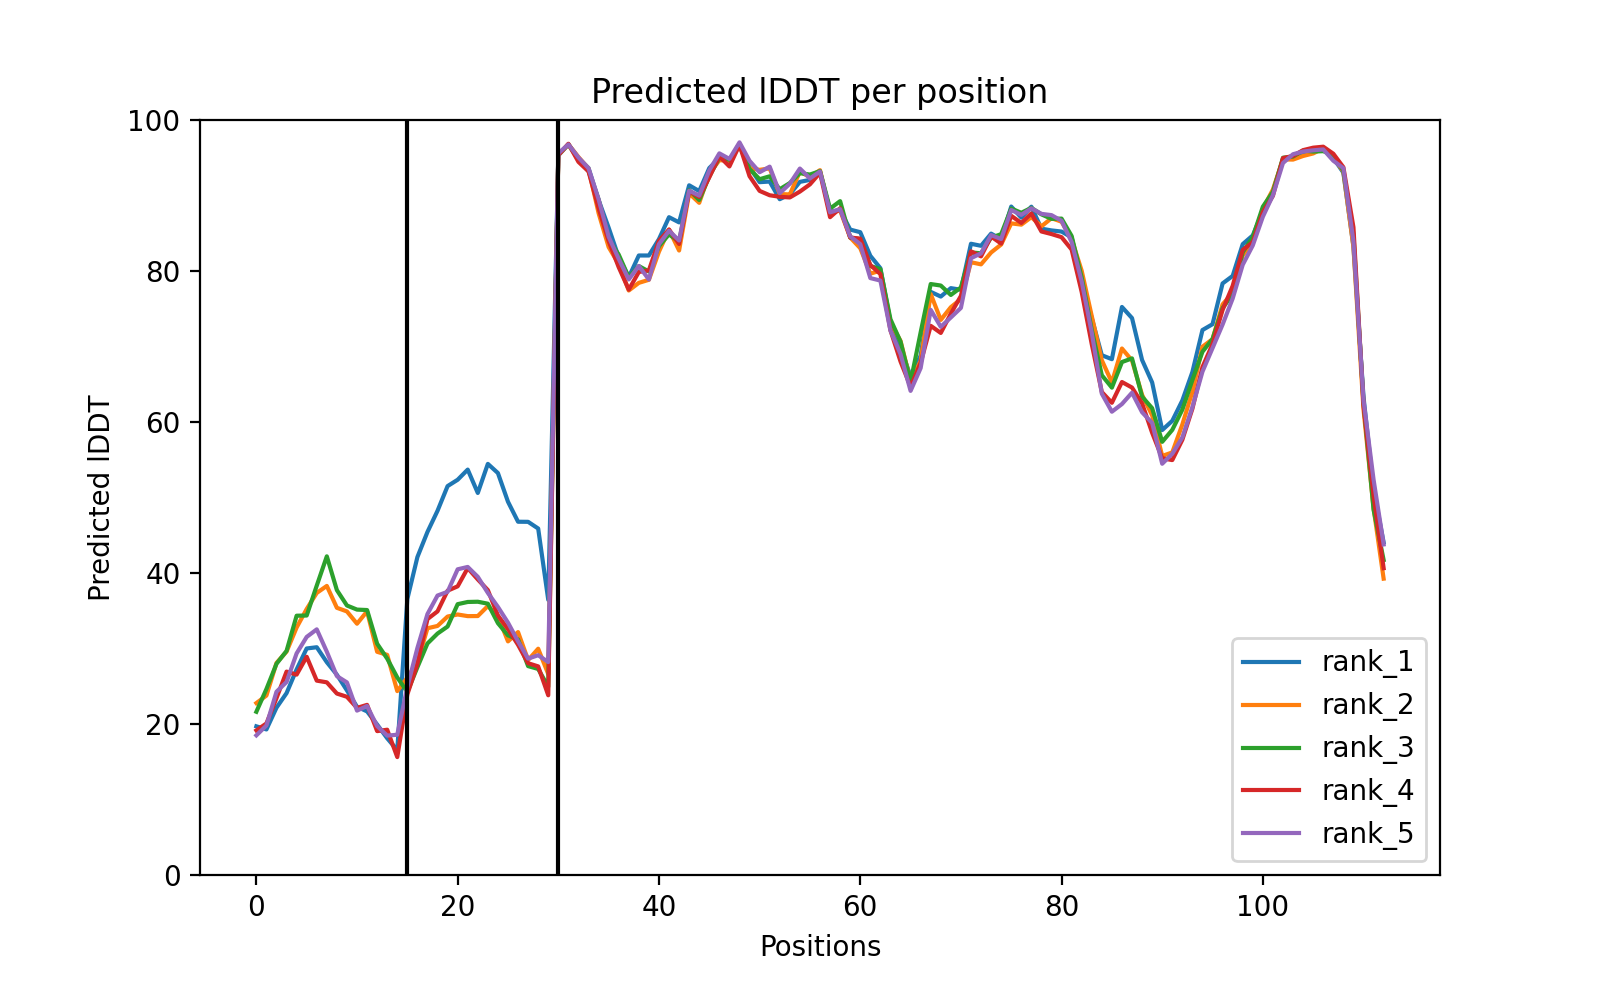 Predicted lDDT per position
Predicted lDDT
100
80
60
40
20
0
0 20 40 60 80 100
Positions
rank_1
rank_2
rank_3
rank_4
rank_5